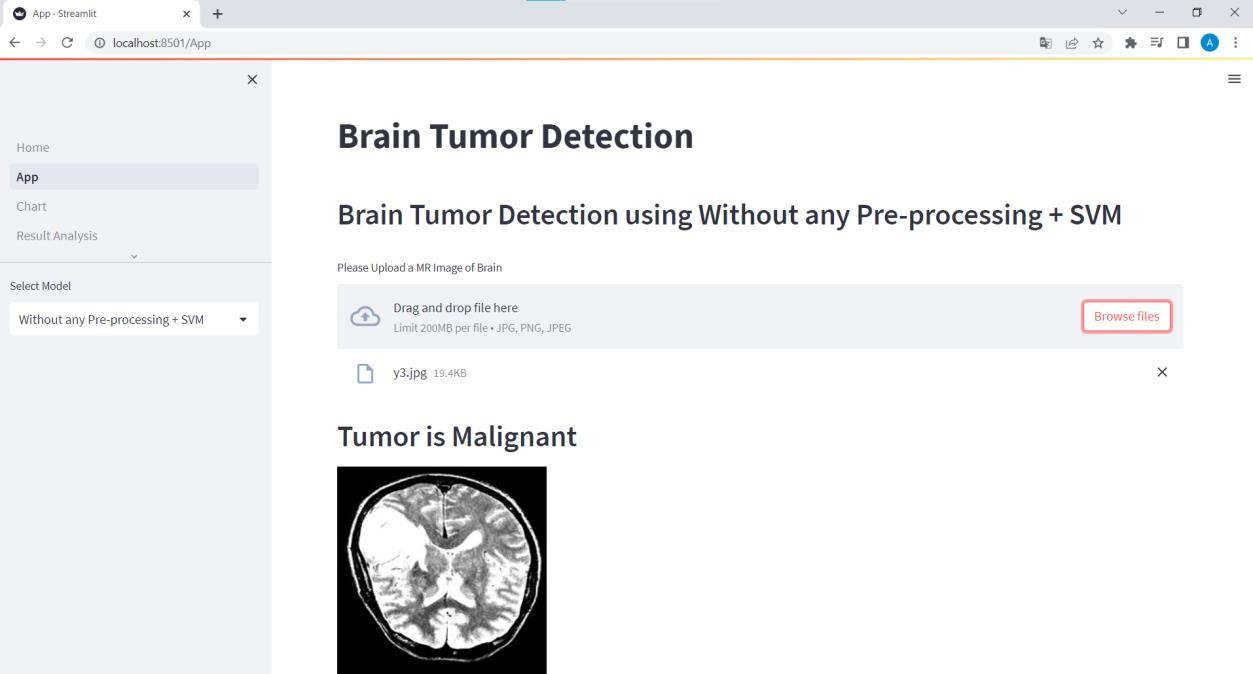 App · Streamlit
localhost:8501/App
A
Home
App
Chart
Result Analysis
Select Model
Without any Pre-processing + SVM
Brain Tumor Detection
Brain Tumor Detection using Without any Pre-processing + SVM
Please Upload a MR Image of Brain
Drag and drop file here
Limit 200MB per file • JPG, PNG, JPEG
Browse files
y3.jpg 19.4KB
Tumor is Malignant